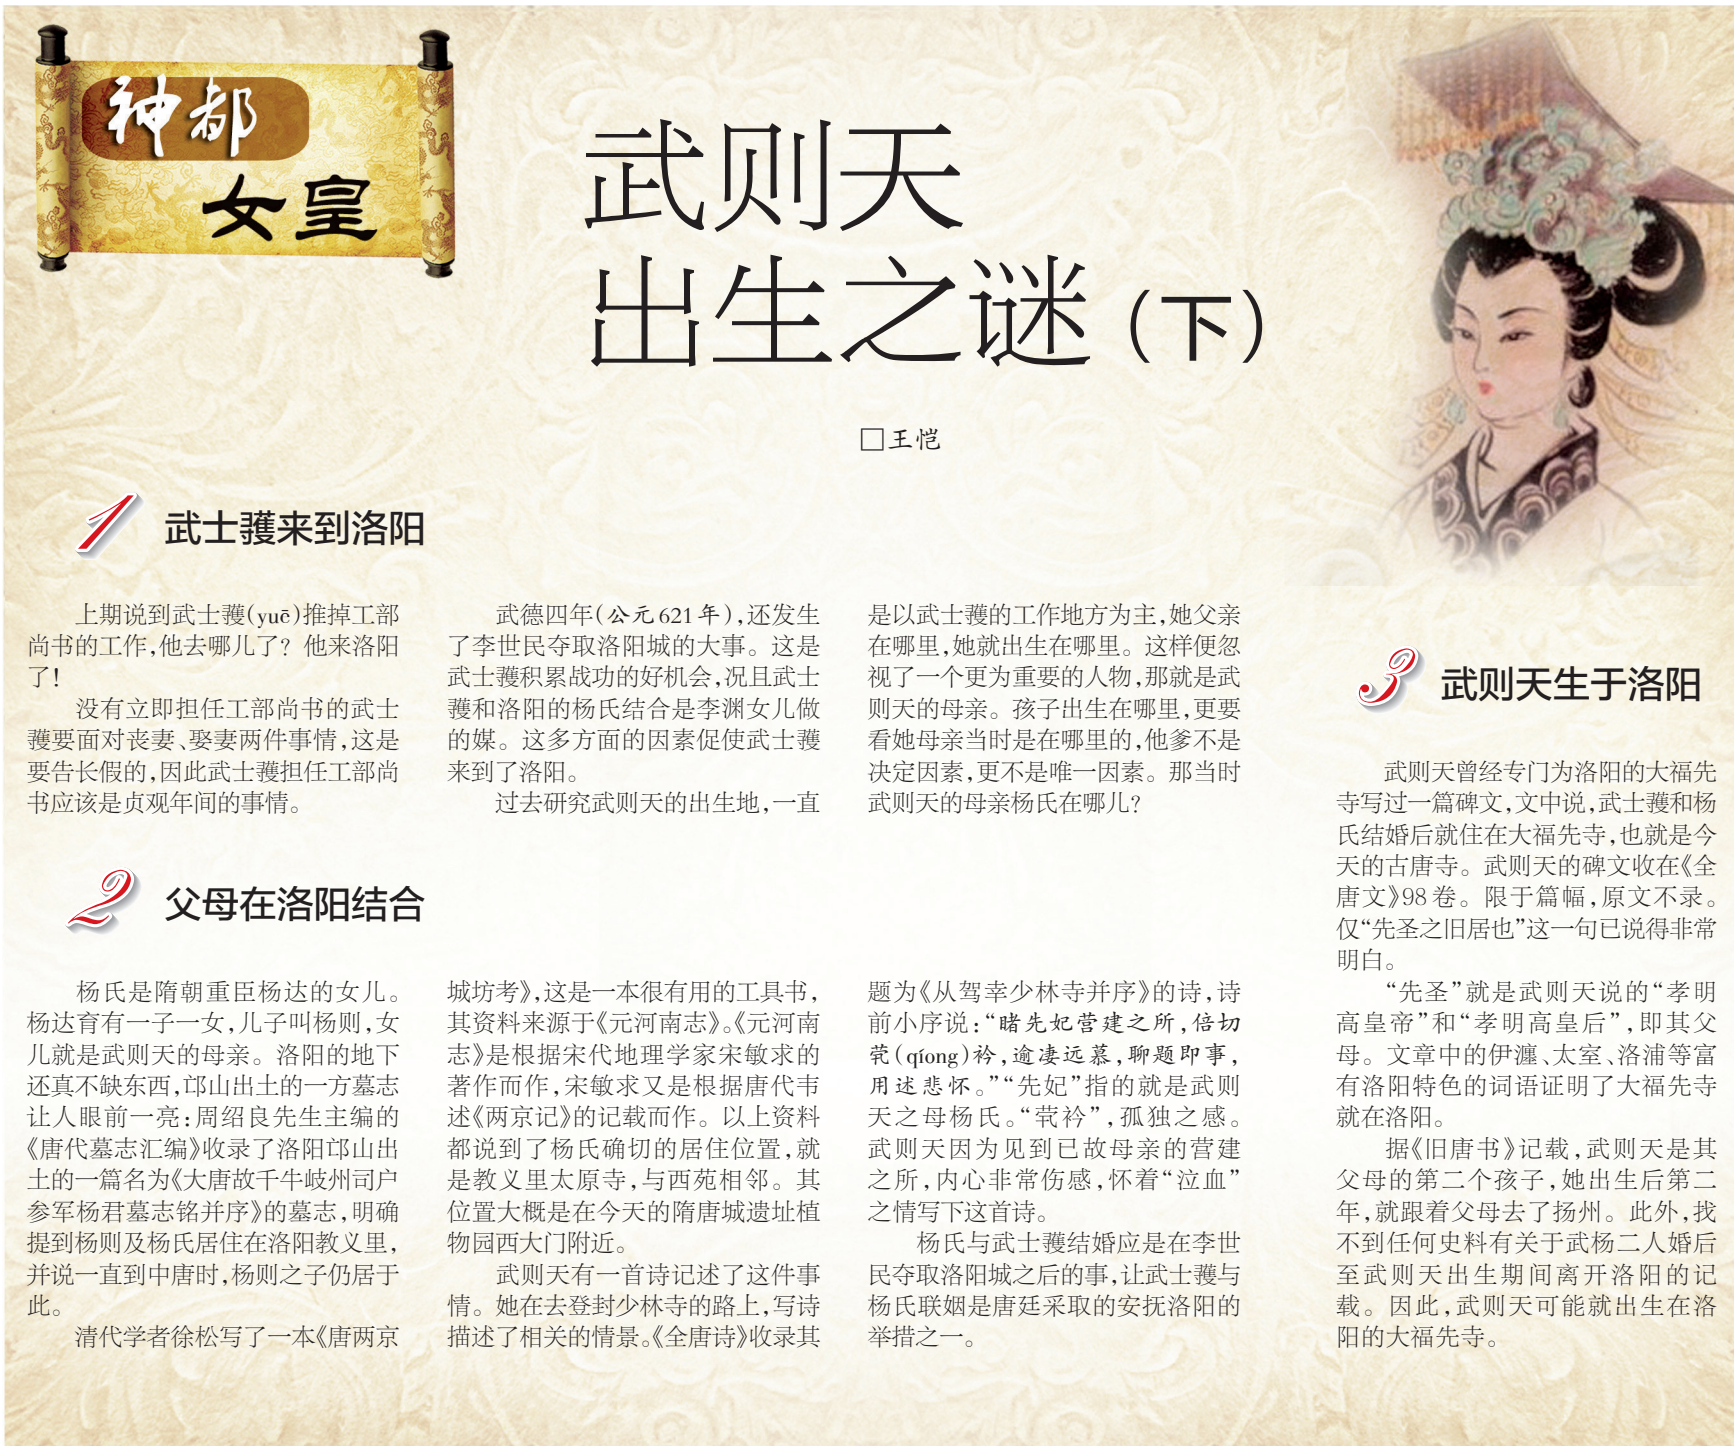 神都
女皇
武则天
出生之谜（下）
□王恺
1 武士彟来到洛阳
上期说到武士彟(yuē)推掉工部
尚书的工作,他去哪儿了？他来洛阳
了！
没有立即担任工部尚书的武士
彟要面对丧妻、娶妻两件事情,这是
要告长假的,因此武士彟担任工部尚
书应该是贞观年间的事情。
武德四年(公元621年),还发生
了李世民夺取洛阳城的大事。这是
武士彟积累战功的好机会,况且武士
彟和洛阳的杨氏结合是李渊女儿做
的媒。这多方面的因素促使武士彟
来到了洛阳。
过去研究武则天的出生地,一直
是以武士彟的工作地方为主,她父亲
在哪里,她就出生在哪里。这样便忽
视了一个更为重要的人物,那就是武
则天的母亲。孩子出生在哪里,更要
看她母亲当时是在哪里的,他爹不是
决定因素,更不是唯一因素。那当时
武则天的母亲杨氏在哪儿？
2 父母在洛阳结合
杨氏是隋朝重臣杨达的女儿。
杨达育有一子一女,儿子叫杨则,女
儿就是武则天的母亲。洛阳的地下
还真不缺东西,邙山出土的一方墓志
让人眼前一亮:周绍良先生主编的
《唐代墓志汇编》收录了洛阳邙山出
土的一篇名为《大唐故千牛岐州司户
参军杨君墓志铭并序》的墓志,明确
提到杨则及杨氏居住在洛阳教义里,
并说一直到中唐时,杨则之子仍居于
此。
清代学者徐松写了一本《唐两京
城坊考》,这是一本很有用的工具书,
其资料来源于《元河南志》。《元河南
志》是根据宋代地理学家宋敏求的
著作而作,宋敏求又是根据唐代韦
述《两京记》的记载而作。以上资料
都说到了杨氏确切的居住位置,就
是教义里太原寺,与西苑相邻。其
位置大概是在今天的隋唐城遗址植
物园西大门附近。
武则天有一首诗记述了这件事
情。她在去登封少林寺的路上,写诗
描述了相关的情景。《全唐诗》收录其
题为《从驾幸少林寺并序》的诗,诗
前小序说:“睹先妃营建之所,倍切
茕(qíong)衿,逾凄远慕,聊题即事,
用述悲怀。”“先妃”指的就是武则
天之母杨氏。“茕衿”,孤独之感。
武则天因为见到已故母亲的营建
之所,内心非常伤感,怀着“泣血”
之情写下这首诗。
杨氏与武士彟结婚应是在李世
民夺取洛阳城之后的事,让武士彟与
杨氏联姻是唐廷采取的安抚洛阳的
举措之一。
3 武则天生于洛阳
武则天曾经专门为洛阳的大福先
寺写过一篇碑文,文中说,武士彟和杨
氏结婚后就住在大福先寺,也就是今
天的古唐寺。武则天的碑文收在《全
唐文》98卷。限于篇幅,原文不录。
仅“先圣之旧居也”这一句已说得非常
明白。
“先圣”就是武则天说的“孝明
高皇帝”和“孝明高皇后”,即其父
母。文章中的伊瀍、太室、洛浦等富
有洛阳特色的词语证明了大福先寺
就在洛阳。
据《旧唐书》记载,武则天是其
父母的第二个孩子,她出生后第二
年,就跟着父母去了扬州。此外,找
不到任何史料有关于武杨二人婚后
至武则天出生期间离开洛阳的记
载。因此,武则天可能就出生在洛
阳的大福先寺。